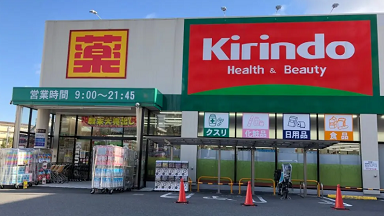 薬
Kirindo
Health & Beauty
営業時間 9:00～21:45
クスリ
化粧品
日用品
食品